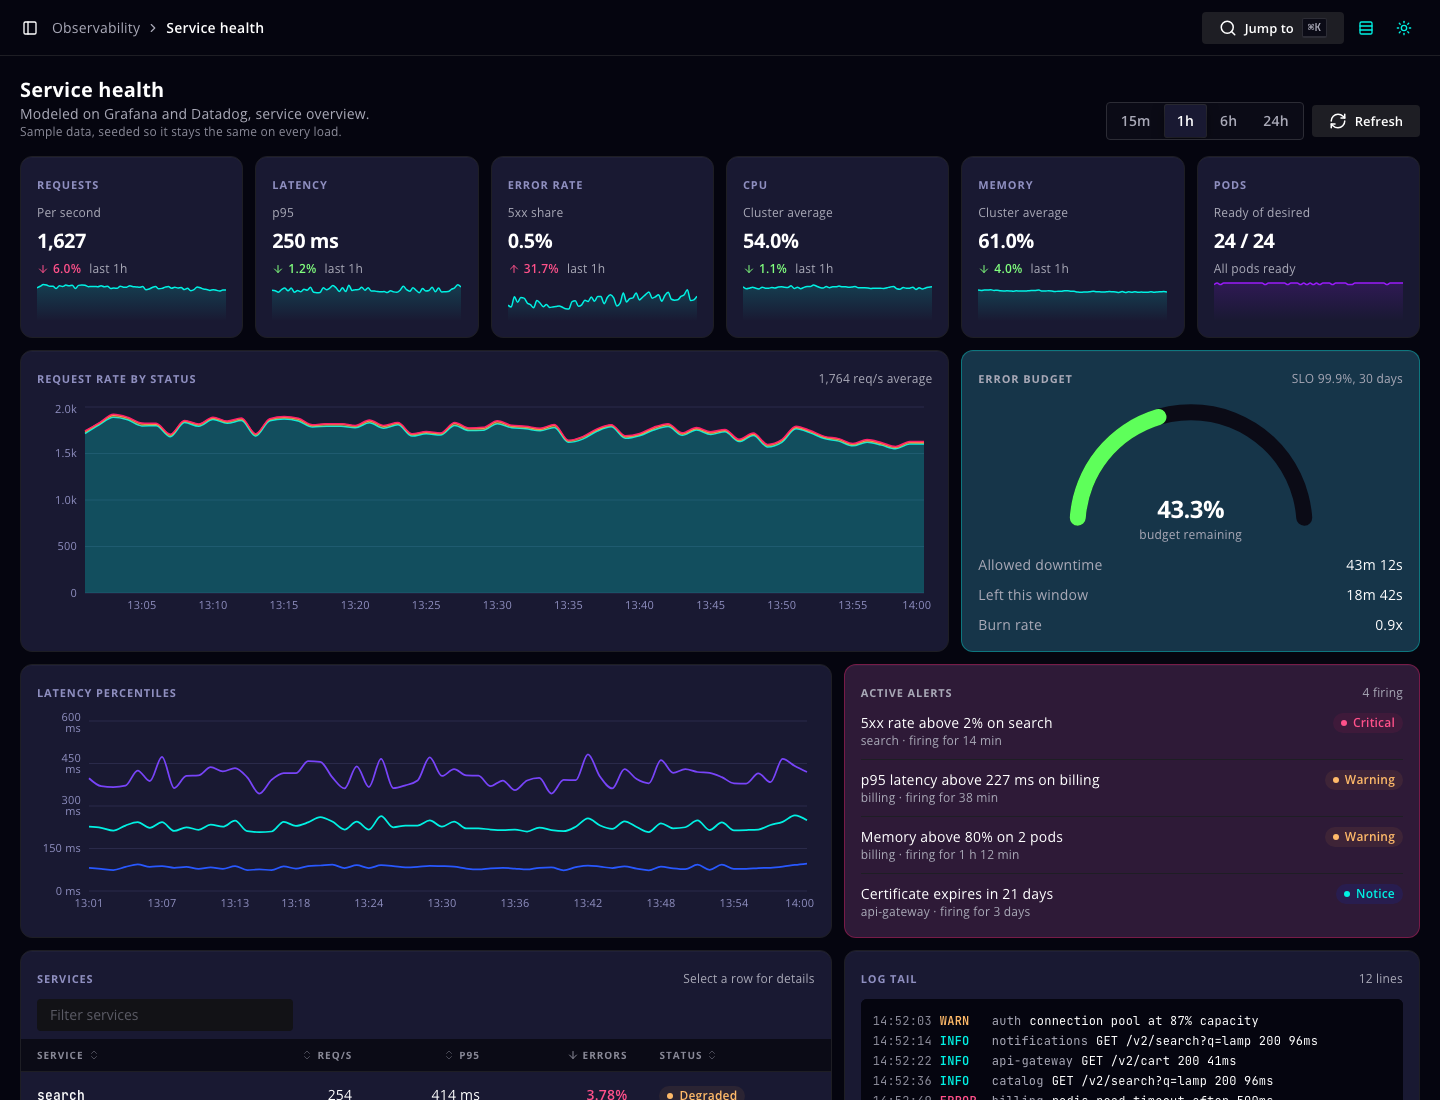 Observability > Service health
Jump to ⌘K
Service health
Modeled on Grafana and Datadog, service overview.
Sample data, seeded so it stays the same on every load.
15m 1h 6h 24h Refresh
REQUESTS
Per second
1,627
↓ 6.0% last 1h
LATENCY
p95
250 ms
↓ 1.2% last 1h
ERROR RATE
5xx share
0.5%
↑ 31.7% last 1h
CPU
Cluster average
54.0%
↓ 1.1% last 1h
MEMORY
Cluster average
61.0%
↓ 4.0% last 1h
PODS
Ready of desired
24 / 24
All pods ready
REQUEST RATE BY STATUS 1,764 req/s average
2.0k
1.5k
1.0k
500
0
13:05 13:10 13:15 13:20 13:25 13:30 13:35 13:40 13:45 13:50 13:55 14:00
ERROR BUDGET SLO 99.9%, 30 days
43.3%
budget remaining
Allowed downtime 43m 12s
Left this window 18m 42s
Burn rate 0.9x
LATENCY PERCENTILES
600
ms
450
ms
300
ms
150 ms
0 ms
13:01 13:07 13:13 13:18 13:24 13:30 13:36 13:42 13:48 13:54 14:00
ACTIVE ALERTS 4 firing
5xx rate above 2% on search Critical
search · firing for 14 min
p95 latency above 227 ms on billing Warning
billing · firing for 38 min
Memory above 80% on 2 pods Warning
billing · firing for 1 h 12 min
Certificate expires in 21 days Notice
api-gateway · firing for 3 days
SERVICES Select a row for details
Filter services
SERVICE REQ/S P95 ↓ ERRORS STATUS
search 254 414 ms 3.78% Degraded
LOG TAIL 12 lines
14:52:03 WARN auth connection pool at 87% capacity
14:52:14 INFO notifications GET /v2/search?q=lamp 200 96ms
14:52:22 INFO api-gateway GET /v2/cart 200 41ms
14:52:36 INFO catalog GET /v2/search?q=lamp 200 96ms